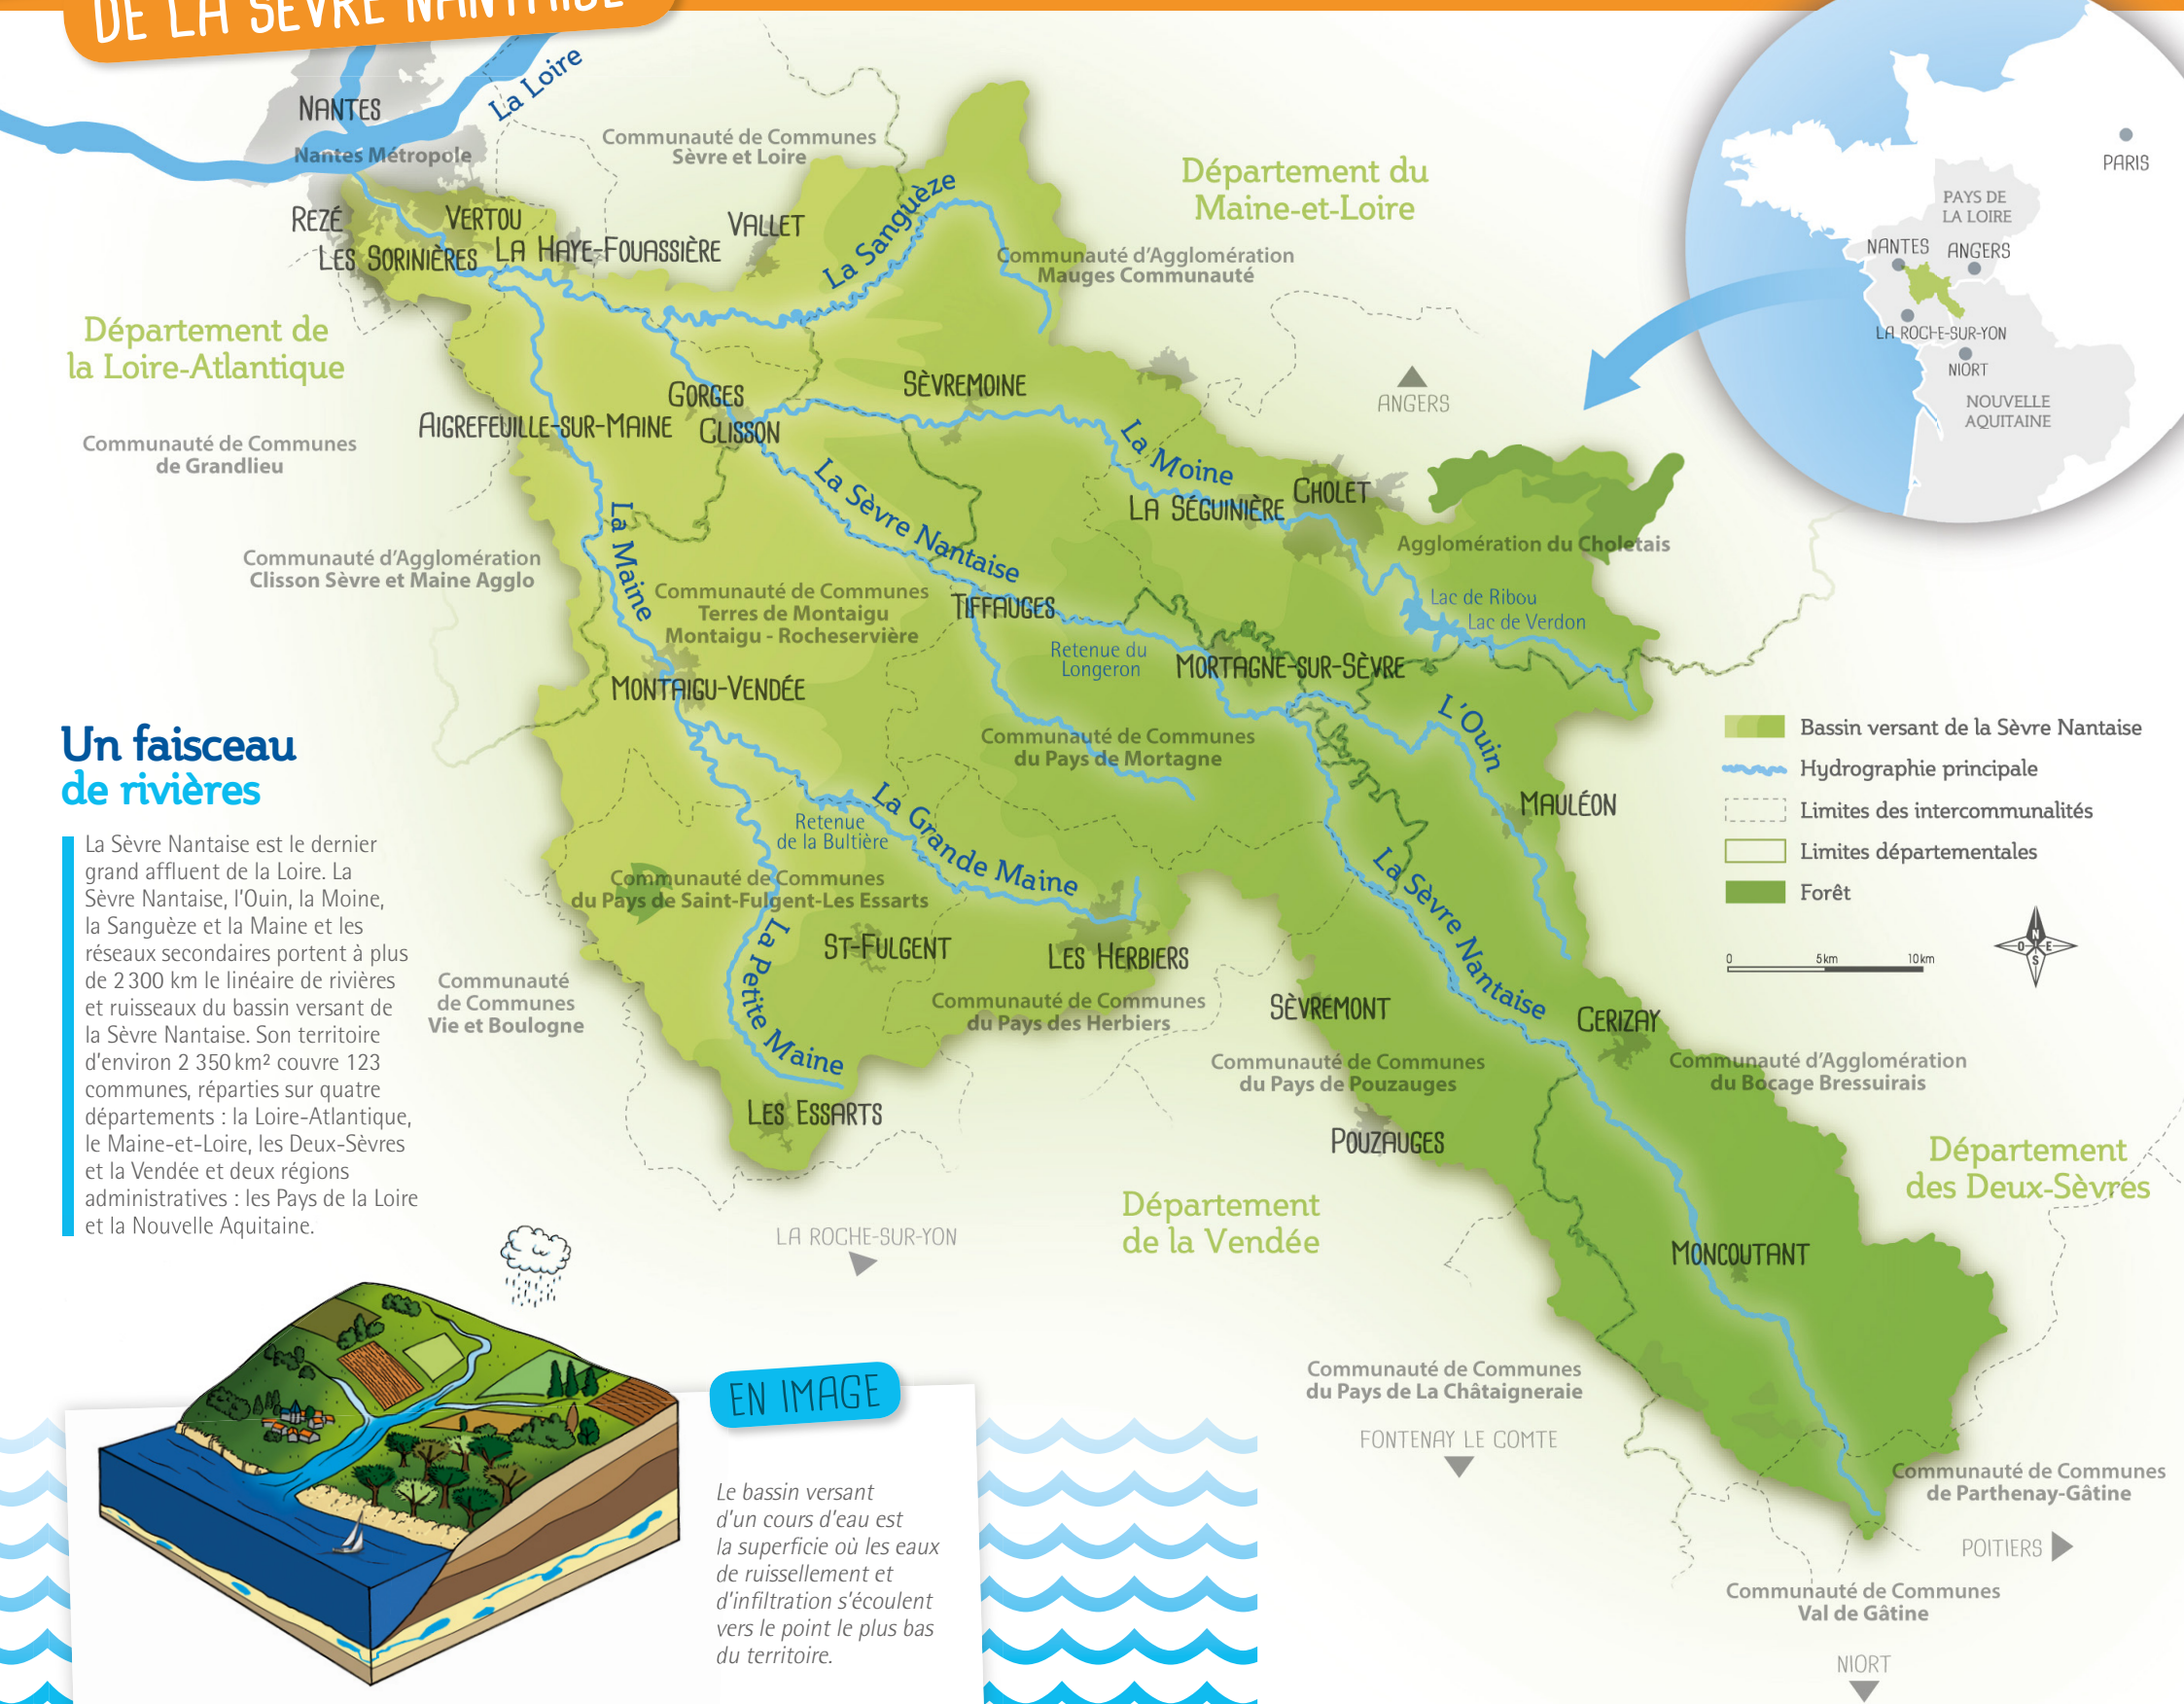 DE LA SÈVRE NANTAISE
NANTES
Nantes Métropole
La Loire
Communauté de Communes
Sèvre et Loire
REZÉ
VERTOU
LES SORINIÈRES
LA HAYE-FOUASSIÈRE
VALLET
La Sanguèze
Département du
Maine-et-Loire
Communauté d'Agglomération
Mauges Communauté
PARIS
PAYS DE
LA LOIRE
NANTES
ANGERS
LA ROCHE-SUR-YON
NIORT
NOUVELLE
AQUITAINE
Département de
la Loire-Atlantique
Communauté de Communes
de Grandlieu
GORGES
AIGREFEUILLE-SUR-MAINE
CLISSON
SÈVREMOINE
ANGERS
La Moine
LA SÉGUINIÈRE
CHOLET
Agglomération du Choletais
La Sèvre Nantaise
La Maine
Communauté d'Agglomération
Clisson Sèvre et Maine Agglo
Communauté de Communes
Terres de Montaigu
Montaigu - Rocheservière
TIFFAUGES
Lac de Ribou
Lac de Verdon
Retenue du
Longeron
MORTAGNE-SUR-SÈVRE
MONTAIGU-VENDÉE
L'Ouin
Communauté de Communes
du Pays de Mortagne
MAULÉON
Bassin versant de la Sèvre Nantaise
Hydrographie principale
Limites des intercommunalités
Limites départementales
Forêt
0 5km 10km
N
O E
S
Un faisceau
de rivières
La Sèvre Nantaise est le dernier
grand affluent de la Loire. La
Sèvre Nantaise, l'Ouin, la Moine,
la Sanguèze et la Maine et les
réseaux secondaires portent à plus
de 2300 km le linéaire de rivières
et ruisseaux du bassin versant de
la Sèvre Nantaise. Son territoire
d'environ 2 350 km² couvre 123
communes, réparties sur quatre
départements : la Loire-Atlantique,
le Maine-et-Loire, les Deux-Sèvres
et la Vendée et deux régions
administratives : les Pays de la Loire
et la Nouvelle Aquitaine.
Retenue
de la Bultière
La Grande Maine
Communauté de Communes
du Pays de Saint-Fulgent-Les Essarts
La Petite Maine
ST-FULGENT
LES HERBIERS
Communauté
de Communes
Vie et Boulogne
Communauté de Communes
du Pays des Herbiers
La Sèvre Nantaise
SÈVREMONT
CERIZAY
Communauté de Communes
du Pays de Pouzauges
Communauté d'Agglomération
du Bocage Bressuirais
LES ESSARTS
POUZAUGES
Département
des Deux-Sèvres
Département
de la Vendée
LA ROCHE-SUR-YON
MONCOUTANT
Communauté de Communes
du Pays de La Châtaigneraie
FONTENAY LE COMTE
Communauté de Communes
de Parthenay-Gâtine
POITIERS
Communauté de Communes
Val de Gâtine
NIORT
EN IMAGE
Le bassin versant
d'un cours d'eau est
la superficie où les eaux
de ruissellement et
d'infiltration s'écoulent
vers le point le plus bas
du territoire.